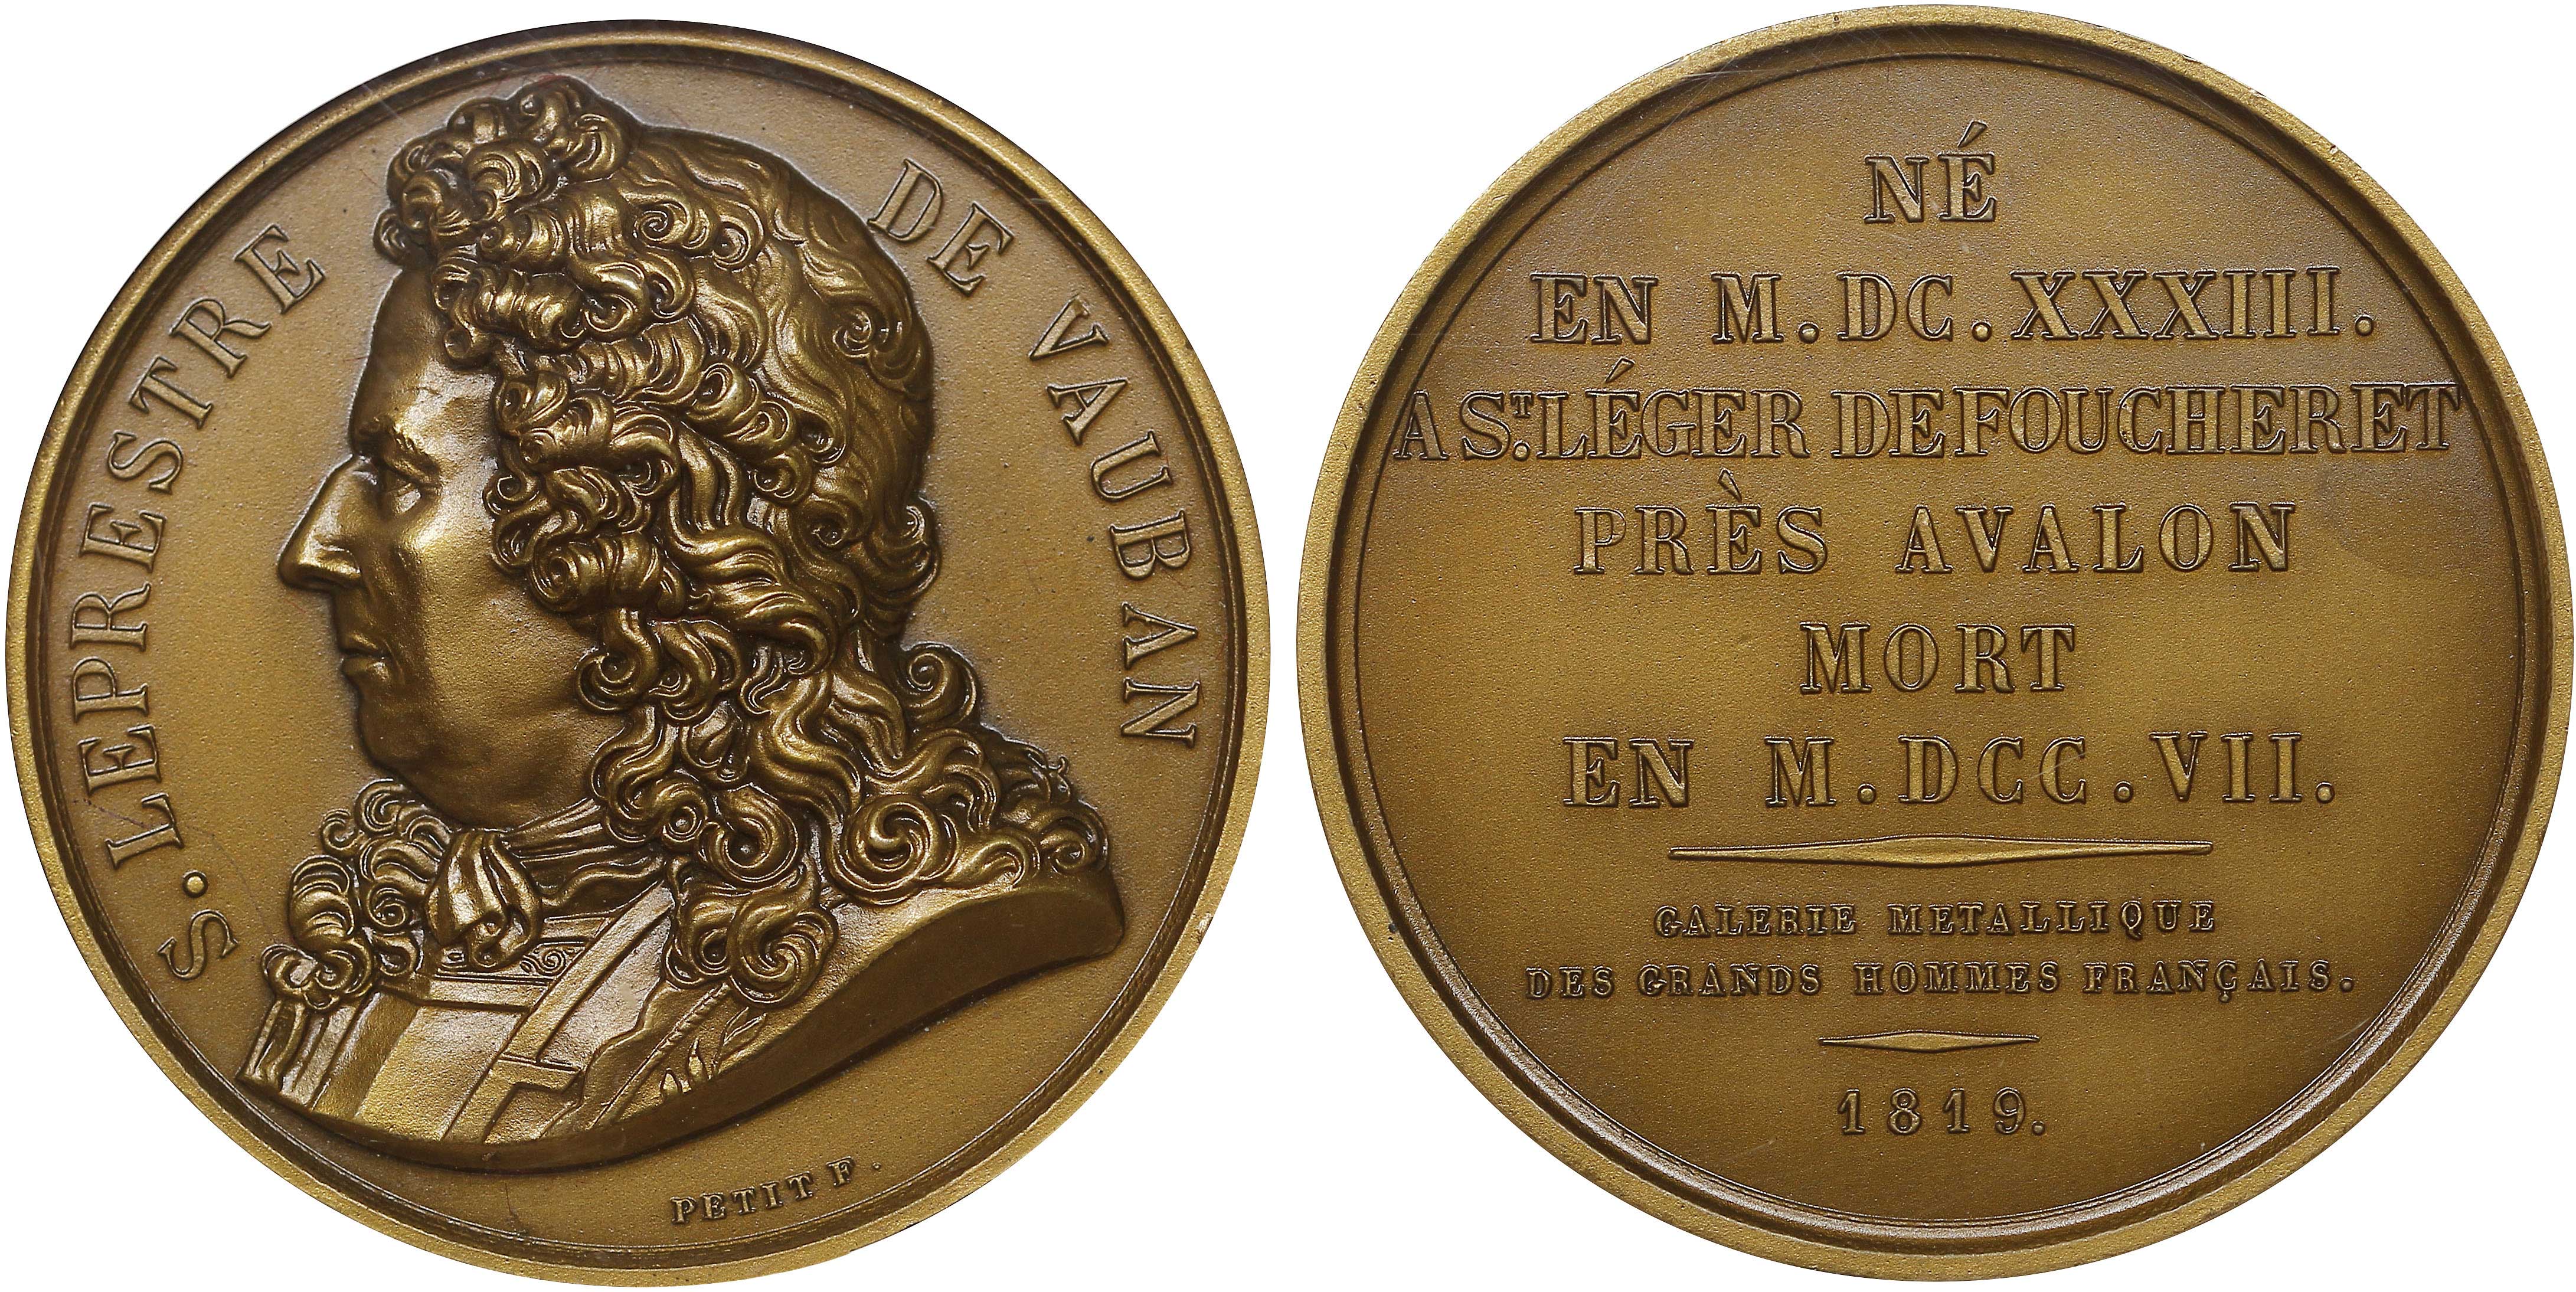 S. LEPRESTRE DE VAUBAN
PETIT F.
NÉ
EN M.DC.XXXIII.
A ST. LÉGER DE FOUCHERET
PRÈS AVALON
MORT
EN M.DCC.VII.
GALERIE METALLIQUE
DES GRANDS HOMMES FRANÇAIS.
1819.